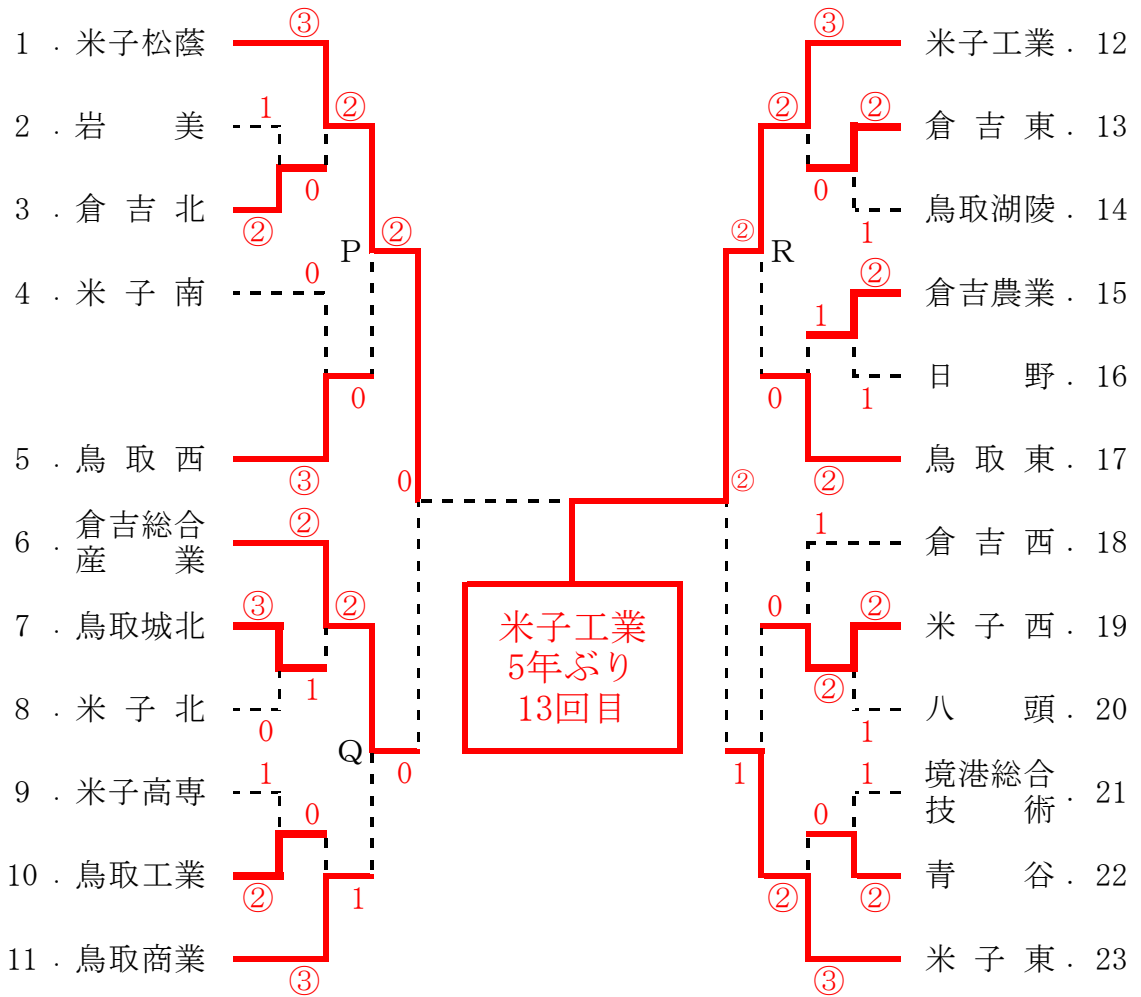 ③
1 . 米子松蔭
1
②
2 . 岩 美
0
3 . 倉 吉 北
②
P
②
0
4 . 米 子 南
0
5 . 鳥 取 西
③
0
②
6 . 倉吉総合
産 業
③
②
7 . 鳥取城北
1
8 . 米 子 北
0
Q
0
1
9 . 米子高専
0
10 . 鳥取工業
②
1
11 . 鳥取商業
③
米子工業
5年ぶり
13回目
③
米子工業 . 12
②
②
倉 吉 東 . 13
0
鳥取湖陵 . 14
1
②
R
②
倉吉農業 . 15
1
日 野 . 16
1
0
鳥 取 東 . 17
②
②
1
倉 吉 西 . 18
0
②
米 子 西 . 19
②
八 頭 . 20
1
1
1
境港総合
技 術 . 21
0
青 谷 . 22
②
②
米 子 東 . 23
③